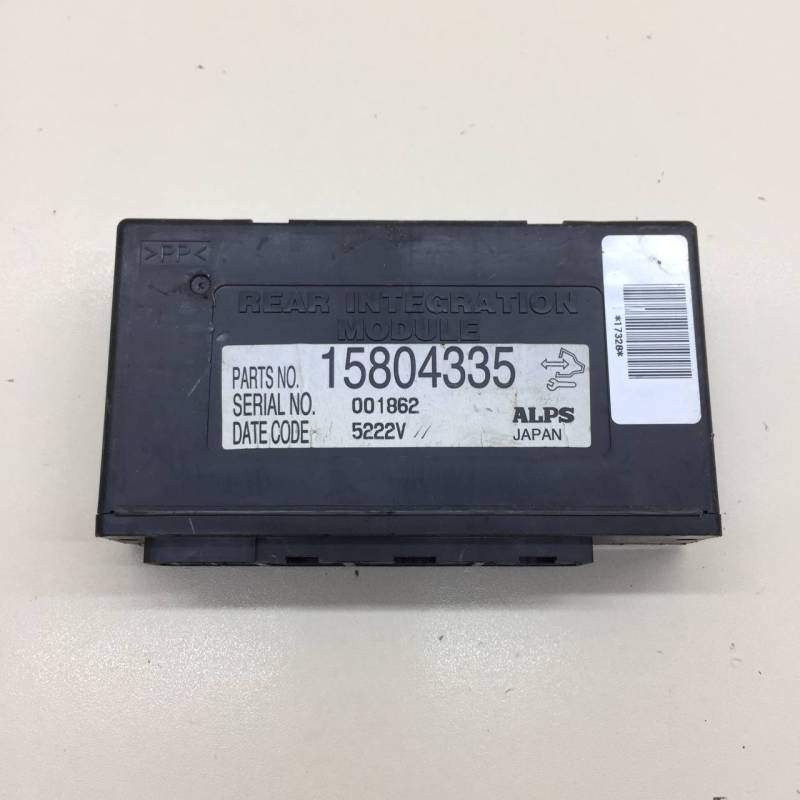 >PP<
REAR INTEGRATION
MODULE
PARTS NO. 15804335
SERIAL NO. 001862
DATE CODE 5222V
ALPS
JAPAN
*17328*